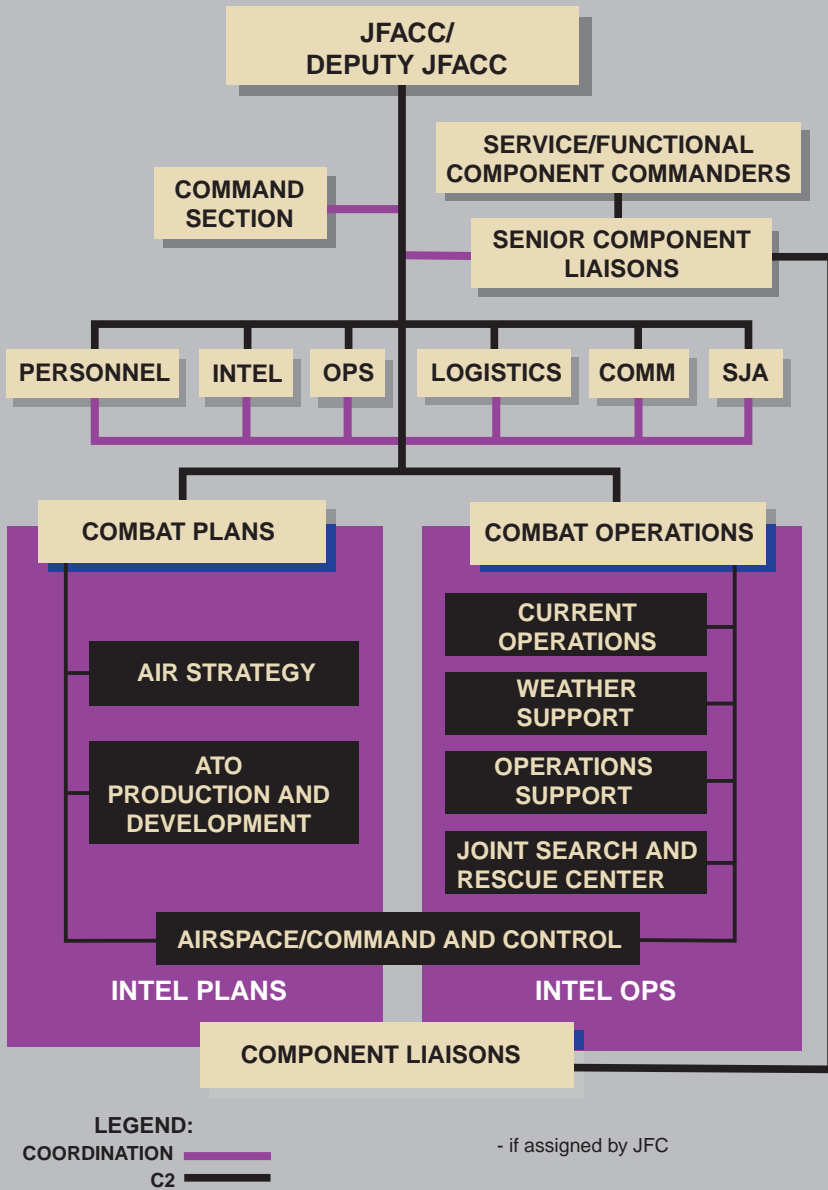 JFACC/
DEPUTY JFACC
SERVICE/FUNCTIONAL
COMPONENT COMMANDERS
COMMAND
SECTION
SENIOR COMPONENT
LIAISONS
PERSONNEL
INTEL
OPS
LOGISTICS
COMM
SJA
COMBAT PLANS
COMBAT OPERATIONS
AIR STRATEGY
ATO
PRODUCTION AND
DEVELOPMENT
CURRENT
OPERATIONS
WEATHER
SUPPORT
OPERATIONS
SUPPORT
JOINT SEARCH AND
RESCUE CENTER
AIRSPACE/COMMAND AND CONTROL
INTEL PLANS
INTEL OPS
COMPONENT LIAISONS
LEGEND:
COORDINATION
C2
- if assigned by JFC